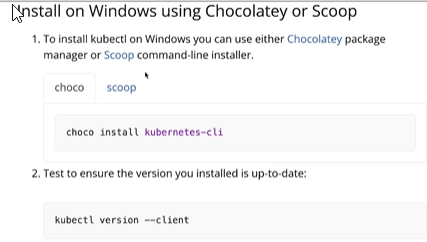 Install on Windows using Chocolatey or Scoop
1. To install kubectl on Windows you can use either Chocolatey package
manager or Scoop command-line installer.
choco scoop
choco install kubernetes-cli
2. Test to ensure the version you installed is up-to-date:
kubectl version --client